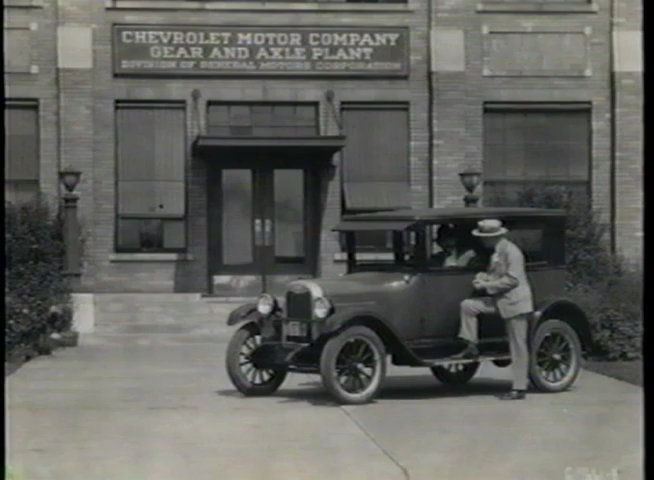 CHEVROLET MOTOR COMPANY
GEAR AND AXLE PLANT
DIVISION OF GENERAL MOTORS CORPORATION